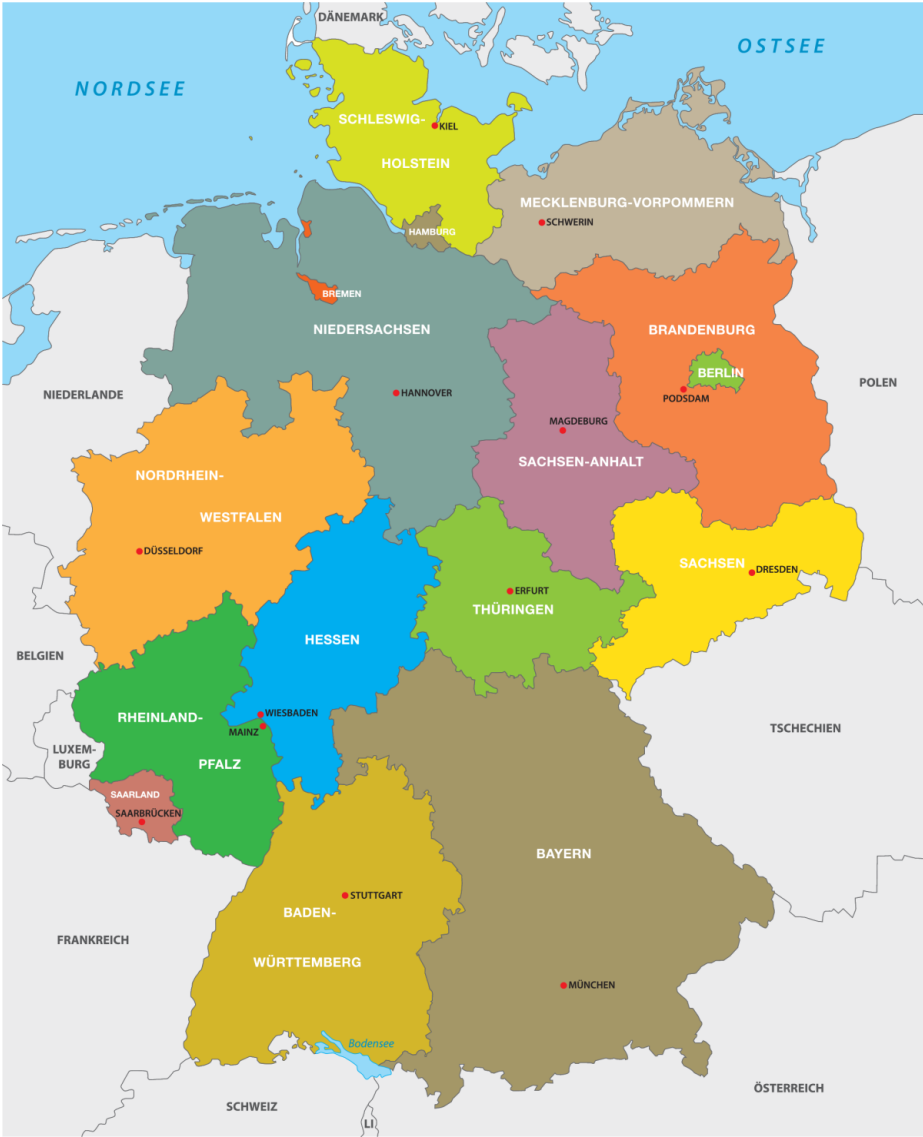 DÄNEMARK
OSTSEE
NORDSEE
SCHLESWIG-
KIEL
HOLSTEIN
MECKLENBURG-VORPOMMERN
SCHWERIN
HAMBURG
BREMEN
NIEDERSACHSEN
BRANDENBURG
BERLIN
POLEN
NIEDERLANDE
HANNOVER
PODSDAM
MAGDEBURG
SACHSEN-ANHALT
NORDRHEIN-
WESTFALEN
DÜSSELDORF
SACHSEN
DRESDEN
ERFURT
THÜRINGEN
HESSEN
BELGIEN
RHEINLAND-
WIESBADEN
MAINZ
TSCHECHIEN
LUXEM-
BURG
PFALZ
SAARLAND
SAARBRÜCKEN
BAYERN
STUTTGART
BADEN-
FRANKREICH
WÜRTTEMBERG
MÜNCHEN
Bodensee
ÖSTERREICH
SCHWEIZ
LI